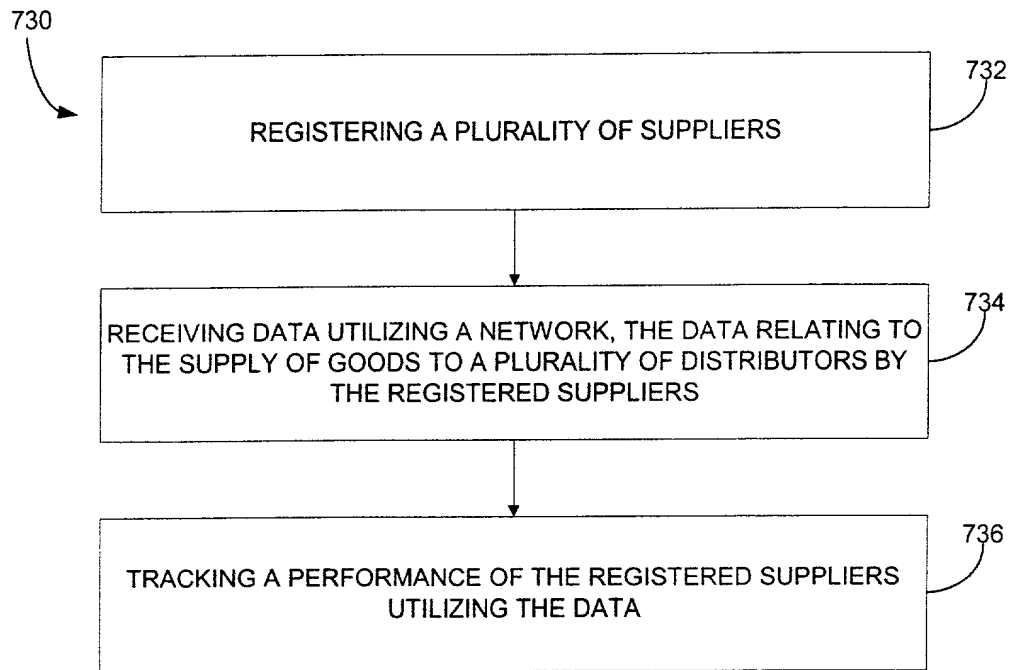 730
732
REGISTERING A PLURALITY OF SUPPLIERS
734
RECEIVING DATA UTILIZING A NETWORK, THE DATA RELATING TO
THE SUPPLY OF GOODS TO A PLURALITY OF DISTRIBUTORS BY
THE REGISTERED SUPPLIERS
736
TRACKING A PERFORMANCE OF THE REGISTERED SUPPLIERS
UTILIZING THE DATA